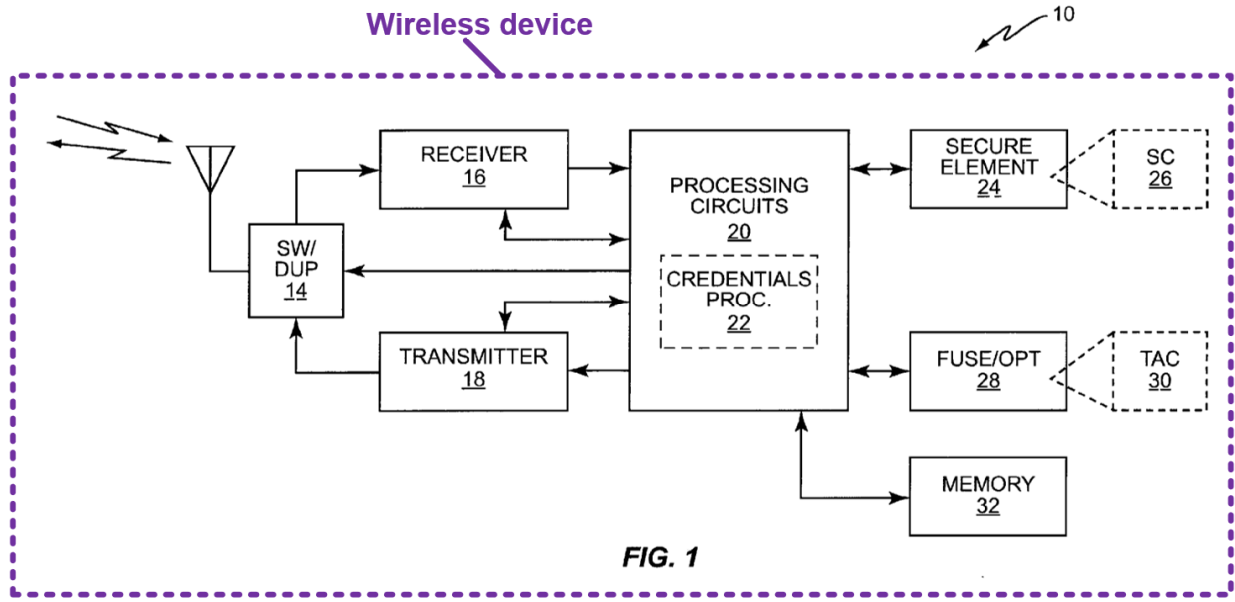 Wireless device
10
RECEIVER
16
SW/
DUP
14
TRANSMITTER
18
PROCESSING
CIRCUITS
20
CREDENTIALS
PROC.
22
SECURE
ELEMENT
24
SC
26
FUSE/OPT
28
TAC
30
MEMORY
32
FIG. 1